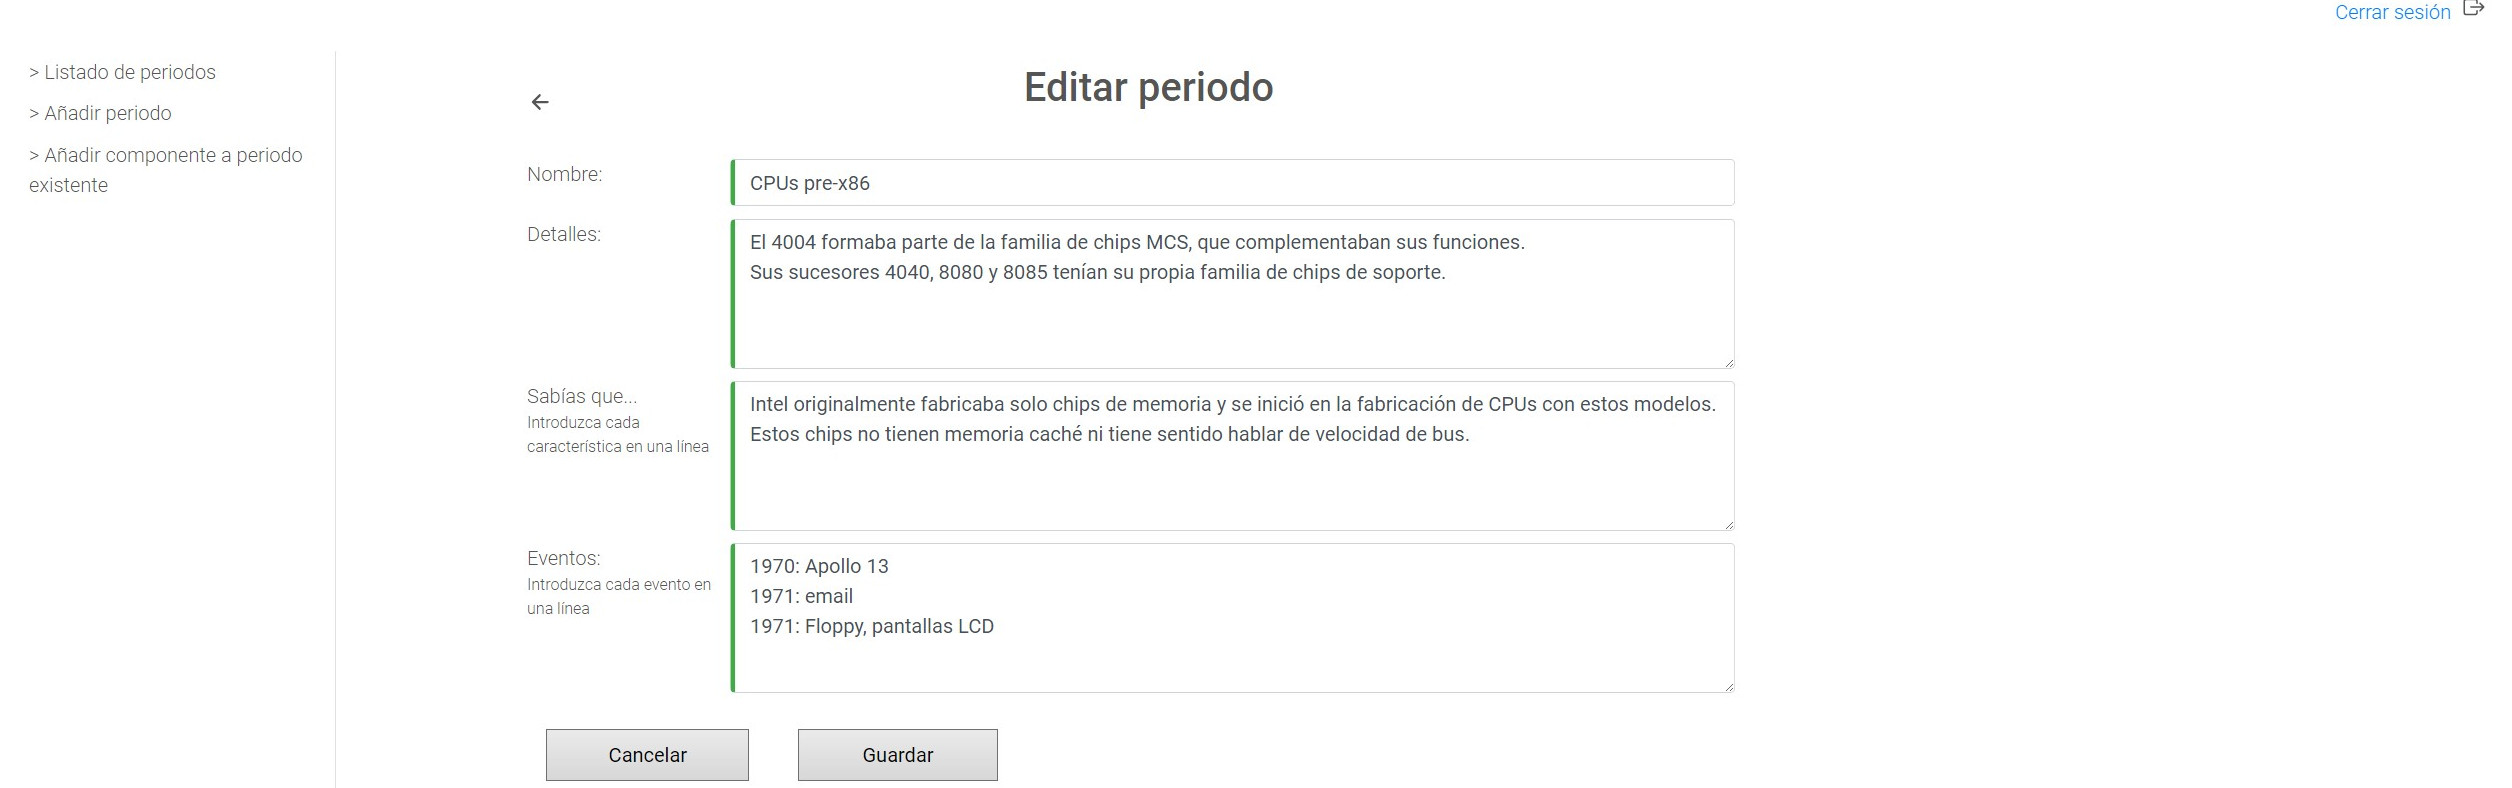 Cerrar sesión
> Listado de periodos
> Añadir periodo
> Añadir componente a periodo
existente
Editar periodo
Nombre:
CPUs pre-x86
Detalles:
El 4004 formaba parte de la familia de chips MCS, que complementaban sus funciones.
Sus sucesores 4040, 8080 y 8085 tenían su propia familia de chips de soporte.
Sabías que...
Introduzca cada
característica en una línea
Intel originalmente fabricaba solo chips de memoria y se inició en la fabricación de CPUs con estos modelos.
Estos chips no tienen memoria caché ni tiene sentido hablar de velocidad de bus.
Eventos:
Introduzca cada evento en
una línea
1970: Apollo 13
1971: email
1971: Floppy, pantallas LCD
Cancelar
Guardar